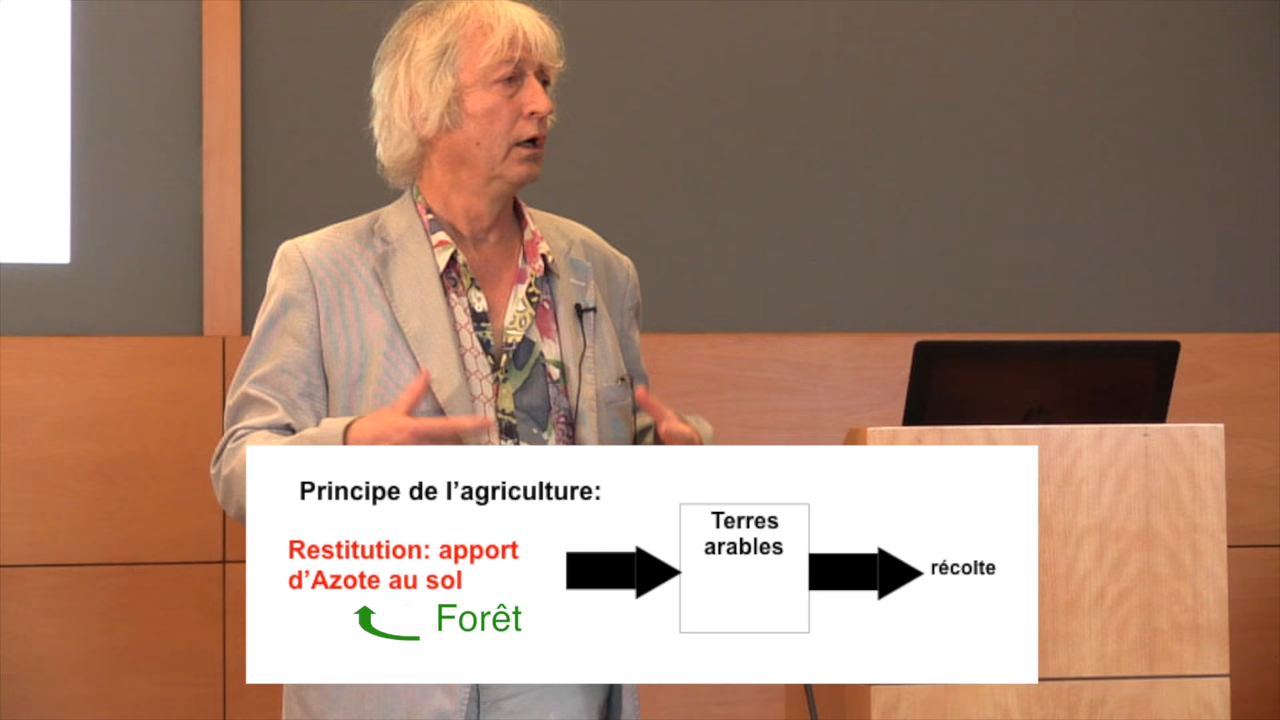 Principe de l’agriculture:
Restitution: apport
d’Azote au sol
Forêt
Terres
arables
récolte